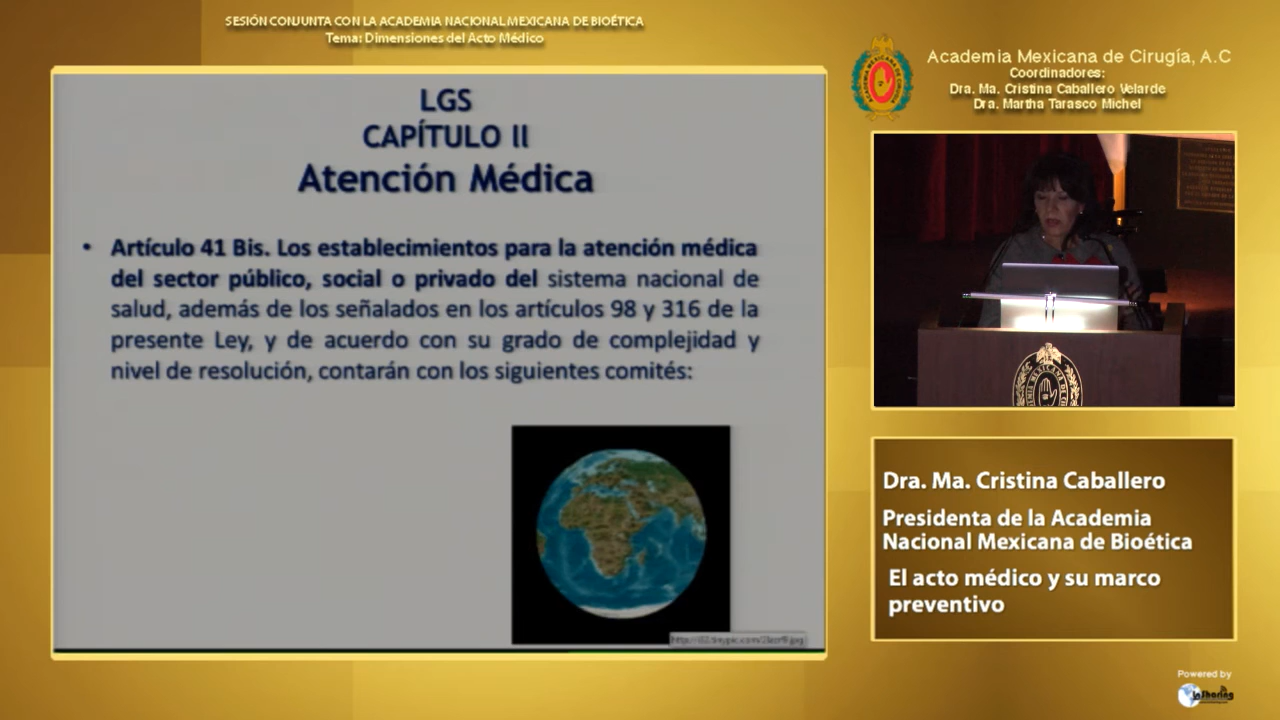 SESIÓN CONJUNTA CON LA ACADEMIA NACIONAL MEXICANA DE BIOÉTICA
Tema: Dimensiones del Acto Médico
Academia Mexicana de Cirugía, A.C
Coordinadores:
Dra. Ma. Cristina Caballero Velarde
Dra. Martha Tarasco Michel
LGS
CAPÍTULO II
Atención Médica
• Artículo 41 Bis. Los establecimientos para la atención médica
del sector público, social o privado del sistema nacional de
salud, además de los señalados en los artículos 98 y 316 de la
presente Ley, y de acuerdo con su grado de complejidad y
nivel de resolución, contarán con los siguientes comités:
Dra. Ma. Cristina Caballero
Presidenta de la Academia
Nacional Mexicana de Bioética
El acto médico y su marco
preventivo
Powered by